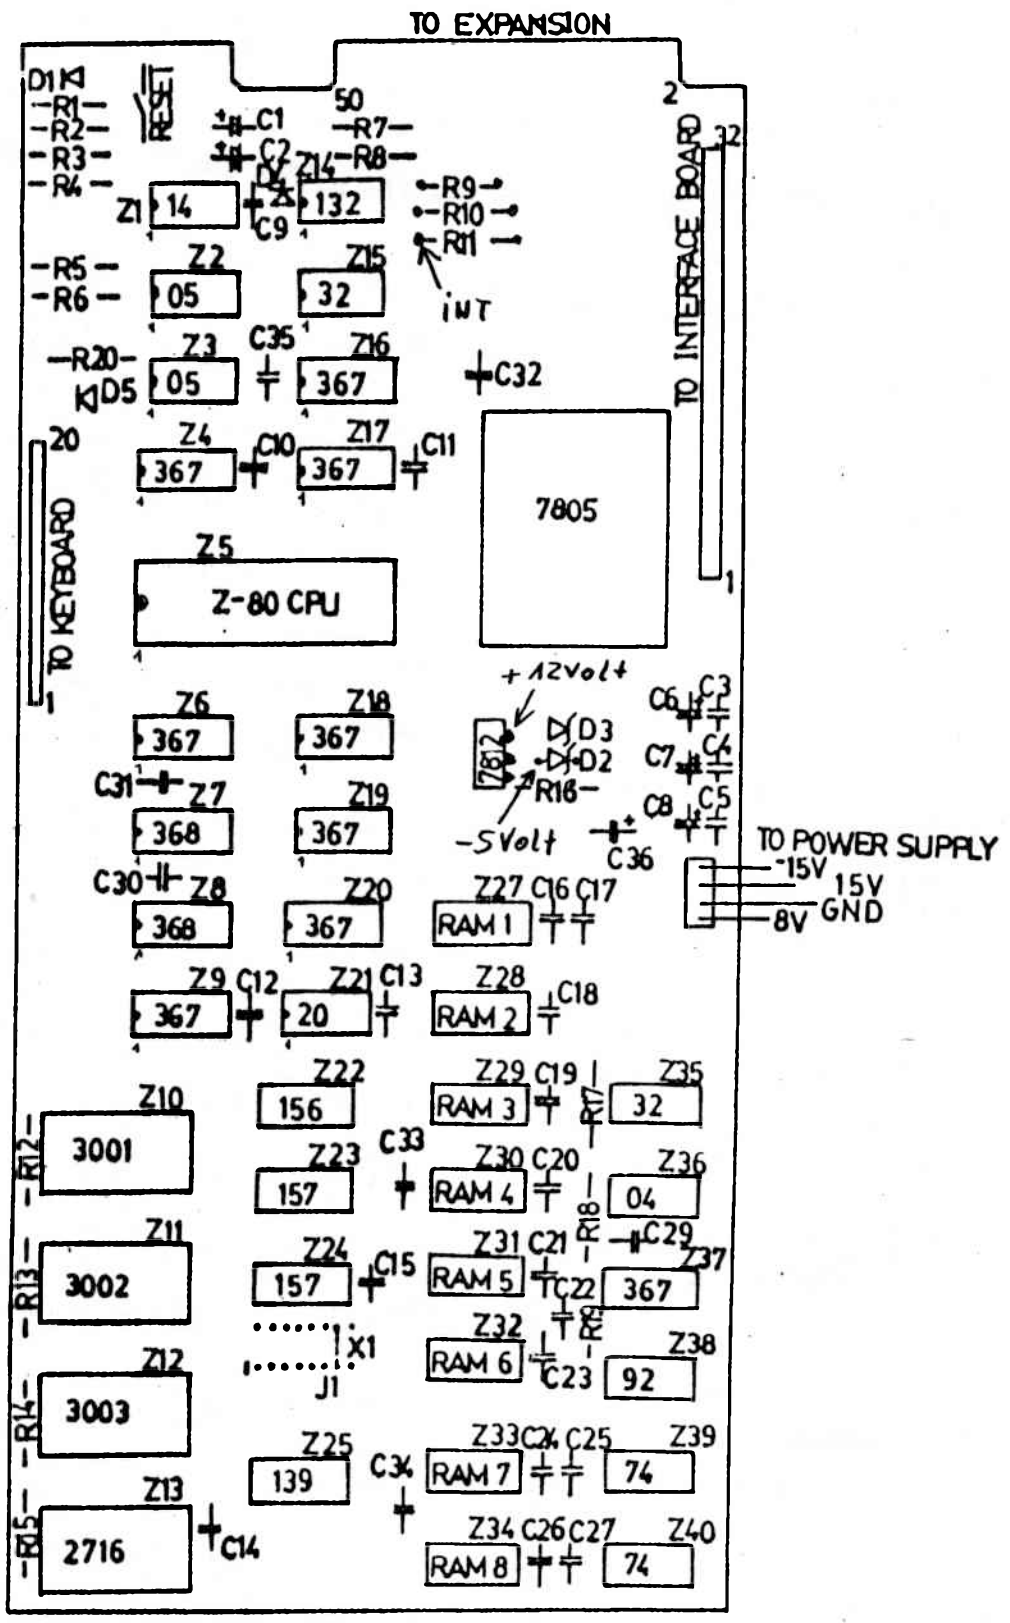 TO EXPANSION
D1
RESET
50
2
R1
R2
R3
R4
C1
C2
R7
R8
32
D4
Z14
Z1
14
C9
132
R9
R10
R11
INT
R5
R6
Z2
05
Z15
32
TO INTERFACE BOARD
R20
D5
Z3
05
C35
Z16
367
C32
20
Z4
367
C10
Z17
367
C11
7805
TO KEYBOARD
1
Z5
Z-80 CPU
1
+12Volt
Z6
367
Z18
367
7812
D3
D2
R16
-5Volt
C6
C3
C7
C4
C8
C5
C31
Z7
368
Z19
367
C36
TO POWER SUPPLY
-15V
15V
GND
8V
C30
Z8
368
Z20
367
Z27
RAM 1
C16
C17
Z9
367
C12
Z21
20
C13
Z28
RAM 2
C18
Z22
156
Z29
RAM 3
C19
R17
Z35
32
R12
Z10
3001
Z23
157
C33
Z30
RAM 4
C20
R18
Z36
04
C29
R13
Z11
3002
Z24
157
C15
Z31
RAM 5
C21
C22
R19
Z37
367
X1
J1
Z32
RAM 6
C23
Z38
92
R14
Z12
3003
Z25
139
C34
Z33
RAM 7
C24
C25
Z39
74
R15
Z13
2716
C14
Z34
RAM 8
C26
C27
Z40
74